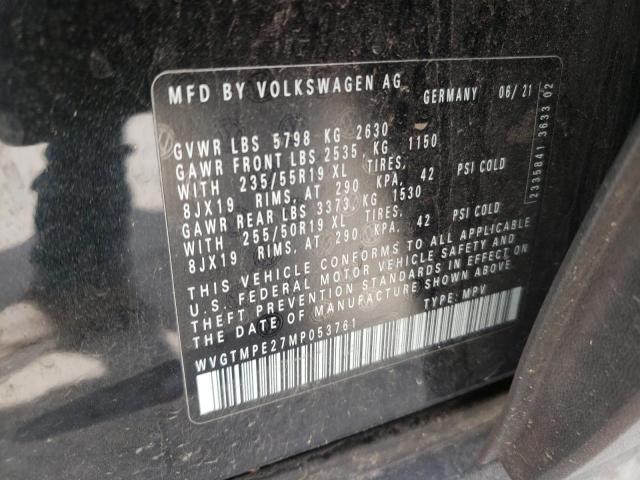 MFD BY VOLKSWAGEN AG GERMANY 06/21
GVWR LBS 5798 KG 2630
GAWR FRONT LBS 2535, KG 1150
WITH 235/55R19 XL TIRES,
8JX19 RIMS, AT 290 KPA, 42 PSI COLD
GAWR REAR LBS 3373, KG 1530
WITH 255/50R19 XL TIRES,
8JX19 RIMS, AT 290 KPA, 42 PSI COLD
THIS VEHICLE CONFORMS TO ALL APPLICABLE
U.S. FEDERAL MOTOR VEHICLE SAFETY AND
THEFT PREVENTION STANDARDS IN EFFECT ON
THE DATE OF MANUFACTURE SHOWN ABOVE
TYPE: MPV
WVGTMPE27MP053761
2335841 3633 02